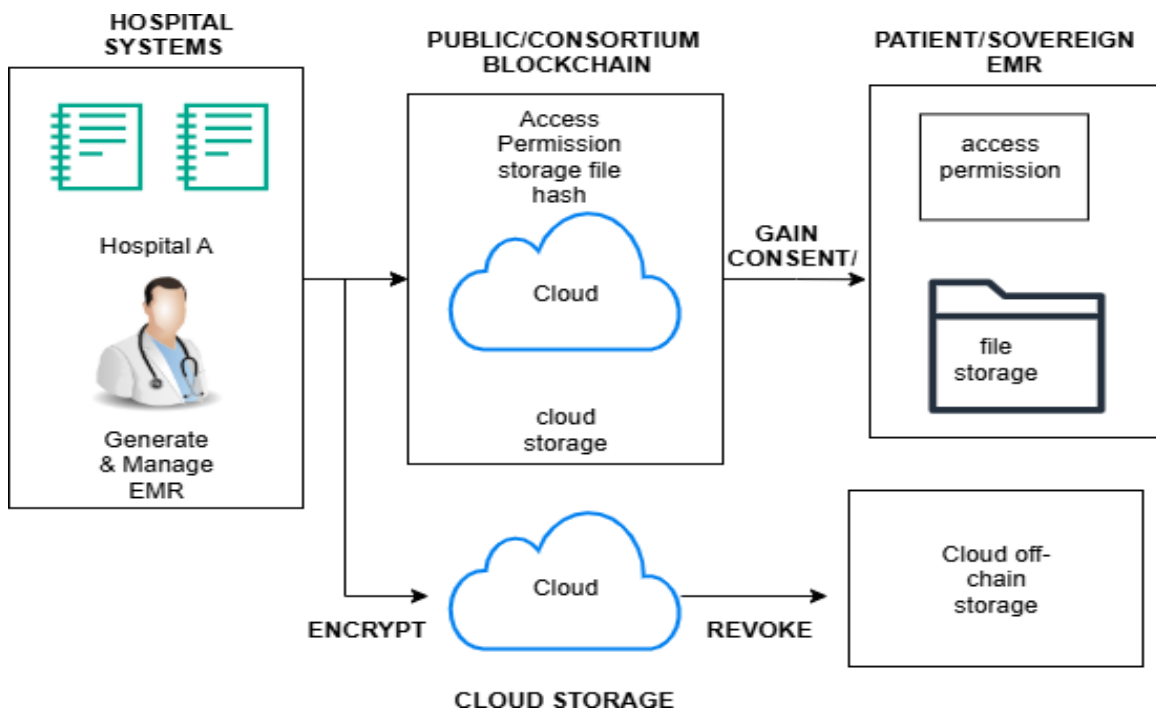 HOSPITAL
SYSTEMS
Hospital A
Generate
& Manage
EMR
PUBLIC/CONSORTIUM
BLOCKCHAIN
Access
Permission
storage file
hash
Cloud
cloud
storage
GAIN
CONSENT/
PATIENT/SOVEREIGN
EMR
access
permission
file
storage
ENCRYPT
Cloud
REVOKE
Cloud off-
chain
storage
CLOUD STORAGE